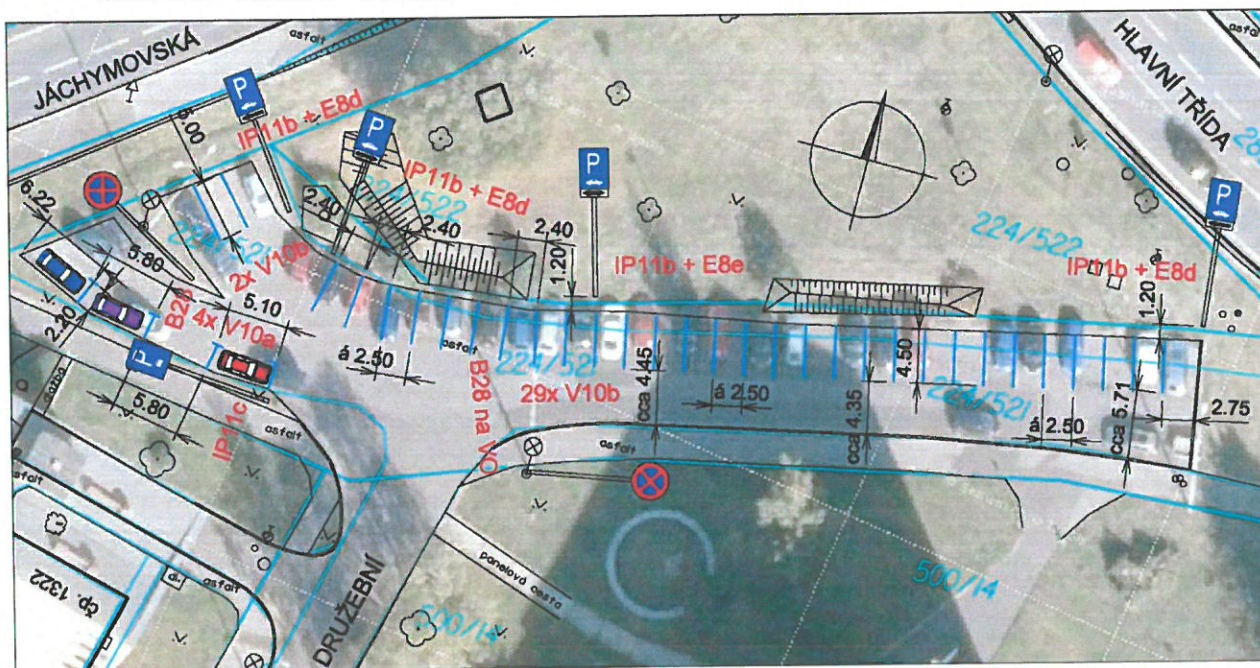 JÁCHYMOVSKÁ
asfalt
P
IP11b + E8d
P
IP11b + E8d
P
IP11b + E8e
HLAVNÍ TŘÍDA
asfalt
P
IP11b + E8d
224/522
6.22
224/521
2.40
2.40
2.40
1.20
1.20
5.80
2x V10b
B28
4x V10a
5.10
2.20
P
5.80
IP11c
dlažba
asfalt
á 2.50
asfalt
224/521
29x V10b
B28 na VO
cca 4.45
á 2.50
cca 4.35
4.50
224/521
á 2.50
cca 5.71
2.75
asfalt
asfalt
asfalt
čp. 1322
DRUŽEBNÍ
panelová cesta
500/14
500/14